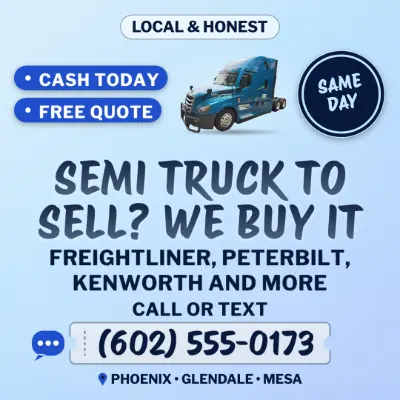 LOCAL & HONEST
• CASH TODAY
• FREE QUOTE
SAME
DAY
SEMI TRUCK TO
SELL? WE BUY IT
FREIGHTLINER, PETERBILT,
KENWORTH AND MORE
CALL OR TEXT
(602) 555-0173
PHOENIX • GLENDALE • MESA